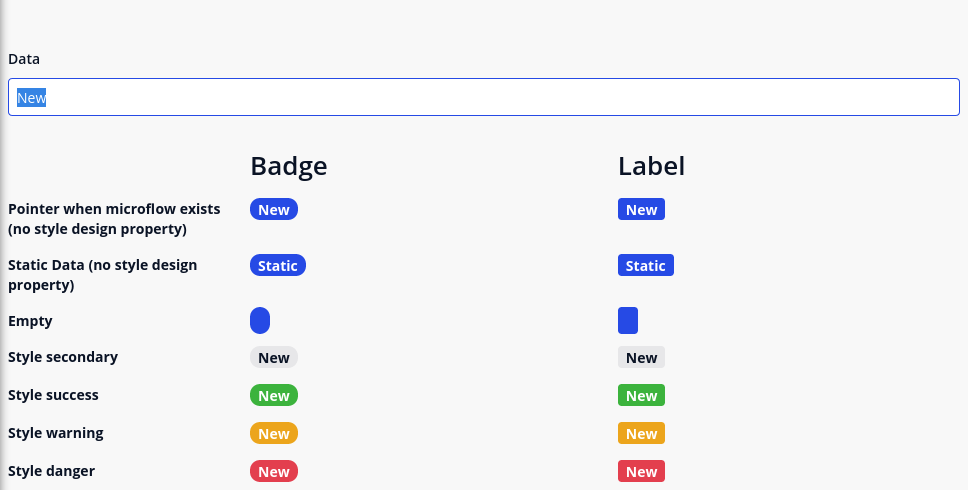 Data
New
Badge Label
Pointer when microflow exists New New
(no style design property)
Static Data (no style design Static Static
property)
Empty
Style secondary New New
Style success New New
Style warning New New
Style danger New New